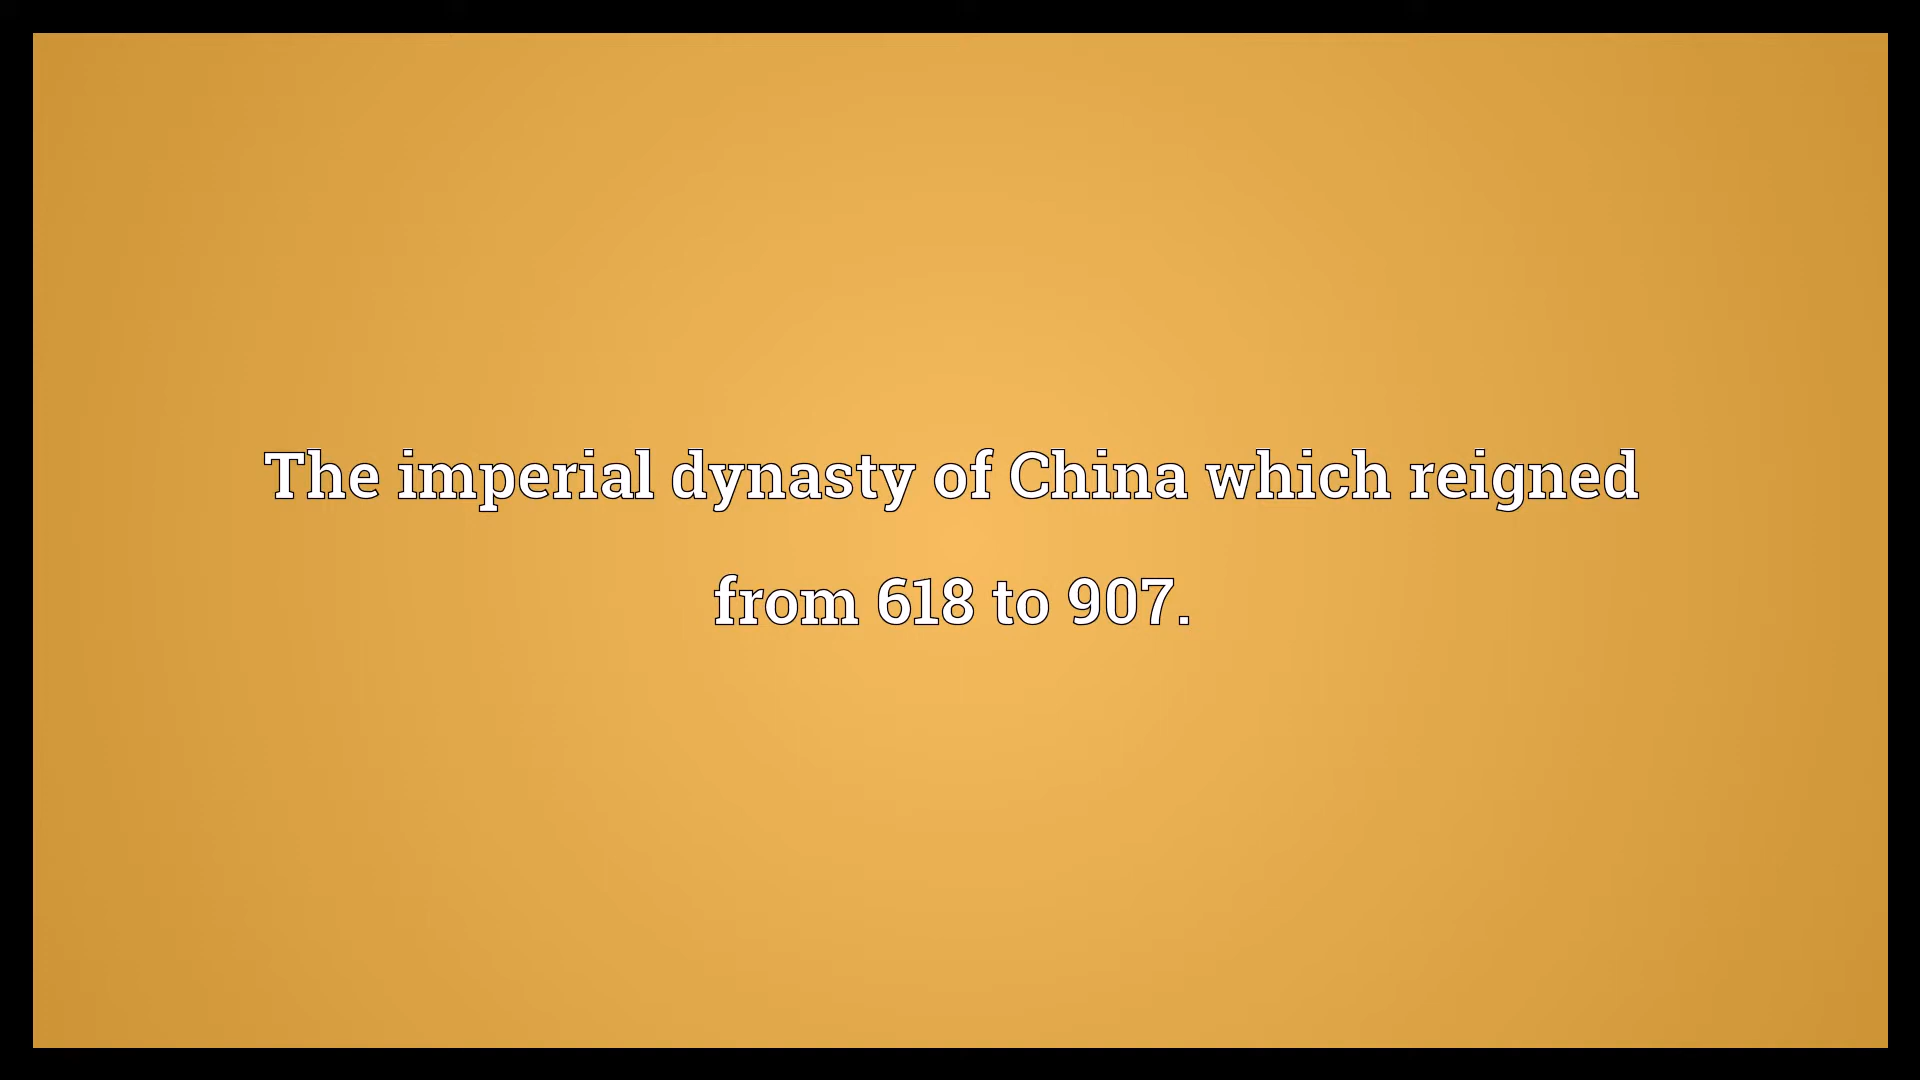 The imperial dynasty of China which reigned
from 618 to 907.